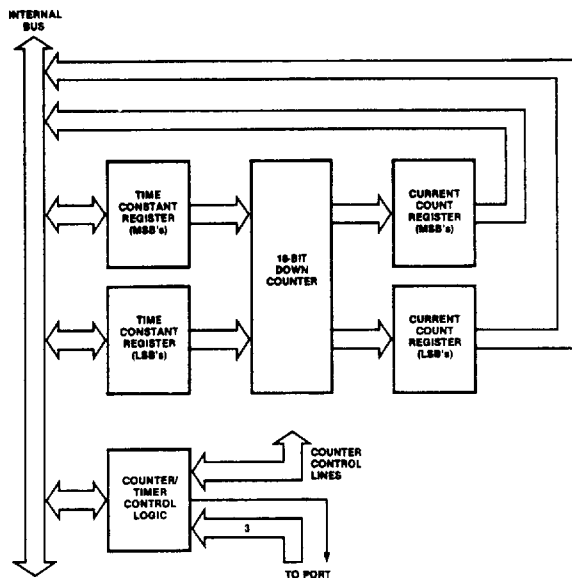 INTERNAL
BUS
TIME
CONSTANT
REGISTER
(MSB's)
16-BIT
DOWN
COUNTER
CURRENT
COUNT
REGISTER
(MSB's)
TIME
CONSTANT
REGISTER
(LSB's)
CURRENT
COUNT
REGISTER
(LSB's)
COUNTER/
TIMER
CONTROL
LOGIC
COUNTER
CONTROL
LINES
3
TO PORT